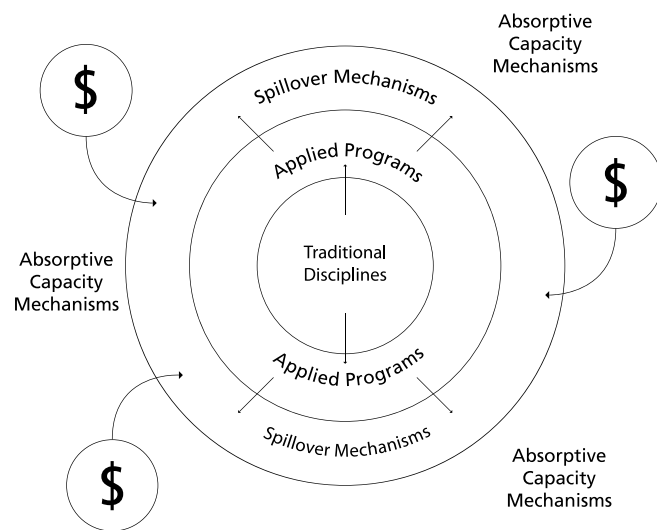 Absorptive
Capacity
Mechanisms
$
Spillover Mechanisms
Applied Programs
$
Traditional
Disciplines
Absorptive
Capacity
Mechanisms
Applied Programs
Spillover Mechanisms
$
Absorptive
Capacity
Mechanisms